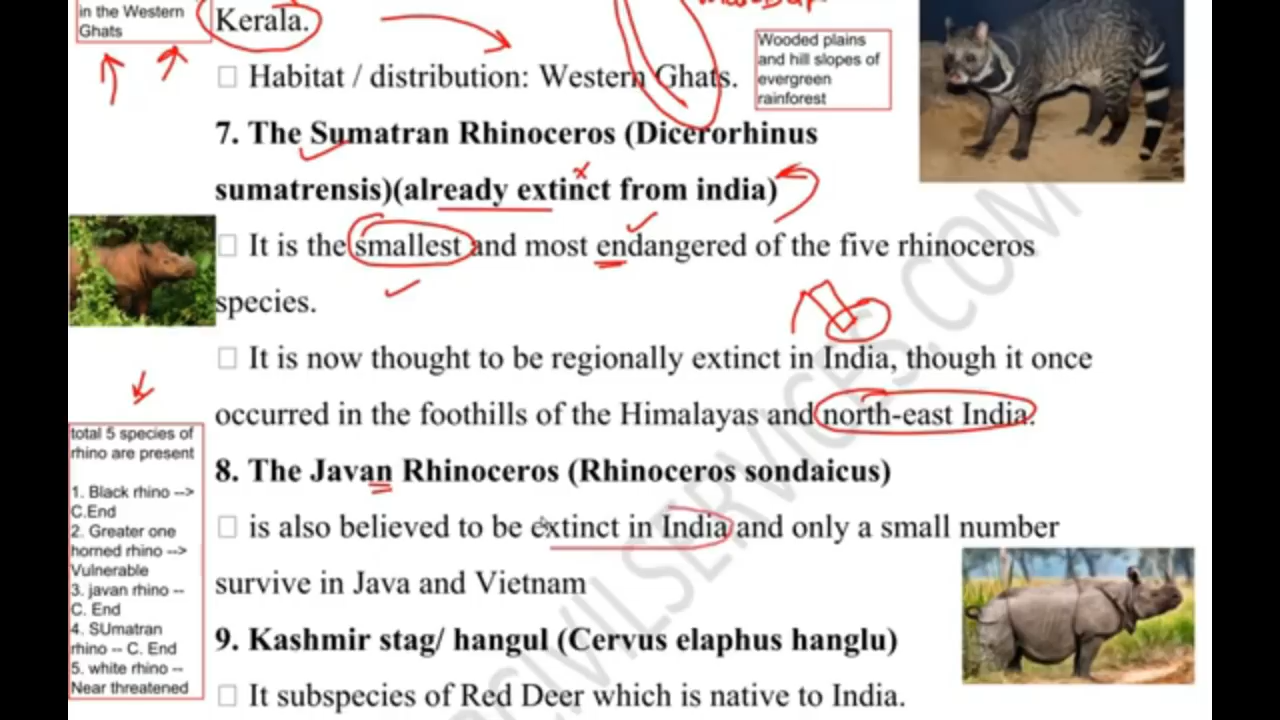 in the Western
Ghats
Kerala.
Wooded plains
and hill slopes of
evergreen
rainforest
□ Habitat / distribution: Western Ghats.
7. The Sumatran Rhinoceros (Dicerorhinus
sumatrensis)(already extinct from india)
□ It is the smallest and most endangered of the five rhinoceros
species.
□ It is now thought to be regionally extinct in India, though it once
occurred in the foothills of the Himalayas and north-east India.
total 5 species of
rhino are present
1. Black rhino -->
C.End
2. Greater one
horned rhino -->
Vulnerable
3. javan rhino --
C. End
4. SUmatran
rhino -- C. End
5. white rhino --
Near threatened
8. The Javan Rhinoceros (Rhinoceros sondaicus)
□ is also believed to be extinct in India and only a small number
survive in Java and Vietnam
9. Kashmir stag/ hangul (Cervus elaphus hanglu)
□ It subspecies of Red Deer which is native to India.
RCIVILSERVICES.COM